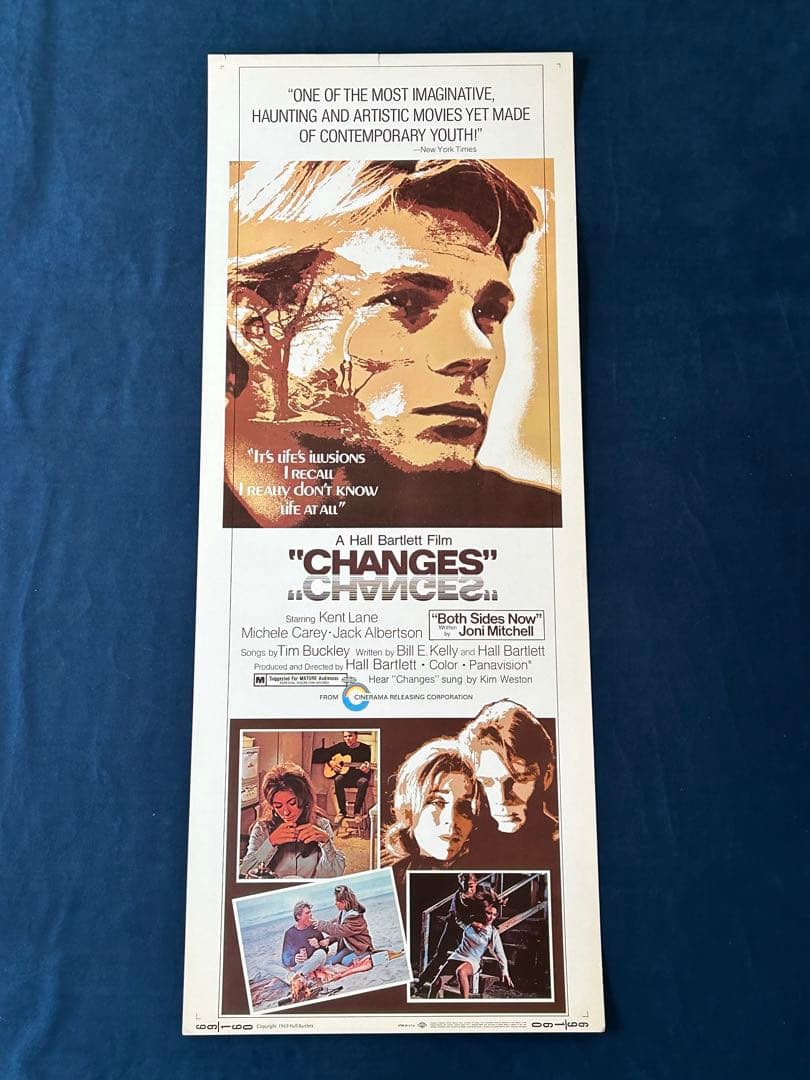 "ONE OF THE MOST IMAGINATIVE,
HAUNTING AND ARTISTIC MOVIES YET MADE
OF CONTEMPORARY YOUTH!"
—New York Times
"IT'S LIFE'S ILLUSIONS
I RECALL
I REALLY DON'T KNOW
LIFE AT ALL"
A Hall Bartlett Film
"CHANGES"
"CHANGES"
Starring Kent Lane
Michele Carey · Jack Albertson
"Both Sides Now"
Written by Joni Mitchell
Songs by Tim Buckley Written by Bill E. Kelly and Hall Bartlett
Produced and Directed by Hall Bartlett · Color · Panavision®
M Suggested For MATURE Audiences
Hear "Changes" sung by Kim Weston
FROM CINERAMA RELEASING CORPORATION
69/160 Copyright 1969 Hall Bartlett
69/160